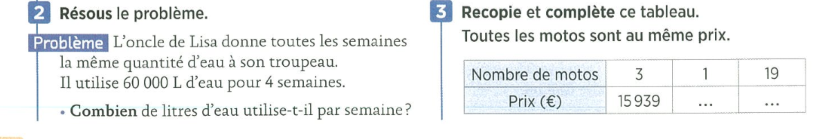 2 Résous le problème.
Problème L'oncle de Lisa donne toutes les semaines
la même quantité d'eau à son troupeau.
Il utilise 60 000 L d'eau pour 4 semaines.
• Combien de litres d'eau utilise-t-il par semaine ?
3 Recopie et complète ce tableau.
Toutes les motos sont au même prix.
Nombre de motos 3 1 19
Prix (€) 15 939 ... ...